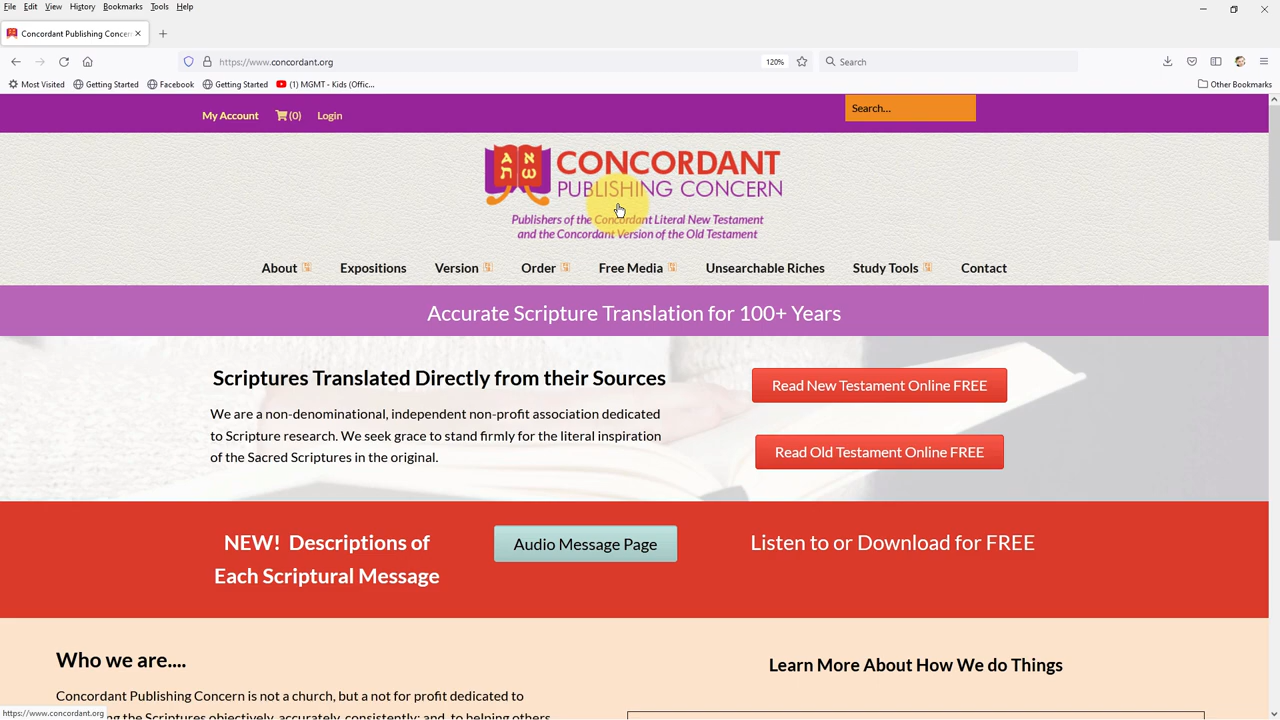 File Edit View History Bookmarks Tools Help
Concordant Publishing Concern
https://www.concordant.org 120% Search
Most Visited Getting Started Facebook Getting Started (1) MGMT - Kids (Offic... Other Bookmarks
My Account (0) Login Search...
א A
ת Ω
CONCORDANT
PUBLISHING CONCERN
Publishers of the Concordant Literal New Testament
and the Concordant Version of the Old Testament
About Expositions Version Order Free Media Unsearchable Riches Study Tools Contact
Accurate Scripture Translation for 100+ Years
Scriptures Translated Directly from their Sources
We are a non-denominational, independent non-profit association dedicated
to Scripture research. We seek grace to stand firmly for the literal inspiration
of the Sacred Scriptures in the original.
Read New Testament Online FREE
Read Old Testament Online FREE
NEW! Descriptions of
Each Scriptural Message
Audio Message Page
Listen to or Download for FREE
Who we are....
Concordant Publishing Concern is not a church, but a not for profit dedicated to
the Scriptures objectively, accurately, consistently; and, to helping others
Learn More About How We do Things
https://www.concordant.org